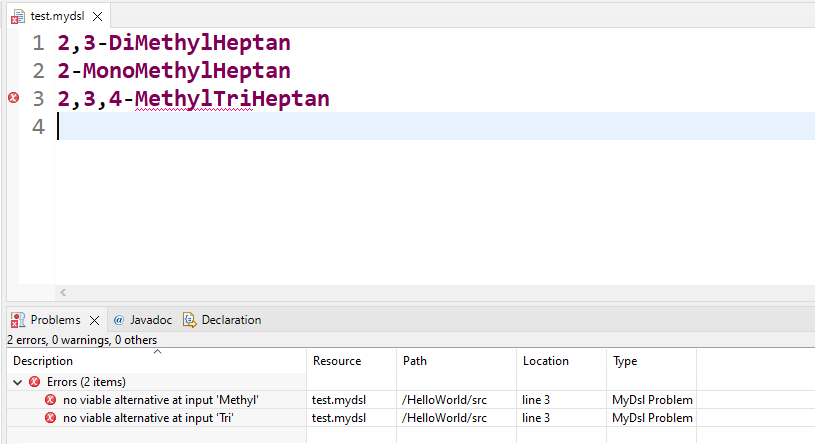 test.mydsl
1 2,3-DiMethylHeptan
2 2-MonoMethylHeptan
3 2,3,4-MethylTriHeptan
4
Problems @ Javadoc Declaration
2 errors, 0 warnings, 0 others
Description Resource Path Location Type
Errors (2 items)
no viable alternative at input 'Methyl' test.mydsl /HelloWorld/src line 3 MyDsl Problem
no viable alternative at input 'Tri' test.mydsl /HelloWorld/src line 3 MyDsl Problem